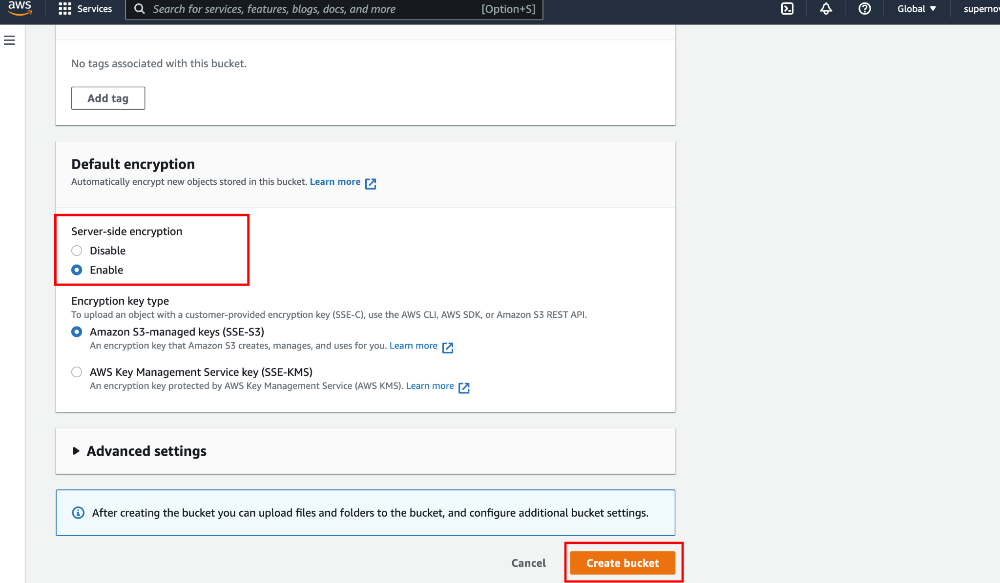 aws
Services
Search for services, features, blogs, docs, and more
[Option+S]
Global ▼
supernov
No tags associated with this bucket.
Add tag
Default encryption
Automatically encrypt new objects stored in this bucket. Learn more
Server-side encryption
Disable
Enable
Encryption key type
To upload an object with a customer-provided encryption key (SSE-C), use the AWS CLI, AWS SDK, or Amazon S3 REST API.
Amazon S3-managed keys (SSE-S3)
An encryption key that Amazon S3 creates, manages, and uses for you. Learn more
AWS Key Management Service key (SSE-KMS)
An encryption key protected by AWS Key Management Service (AWS KMS). Learn more
Advanced settings
After creating the bucket you can upload files and folders to the bucket, and configure additional bucket settings.
Cancel
Create bucket